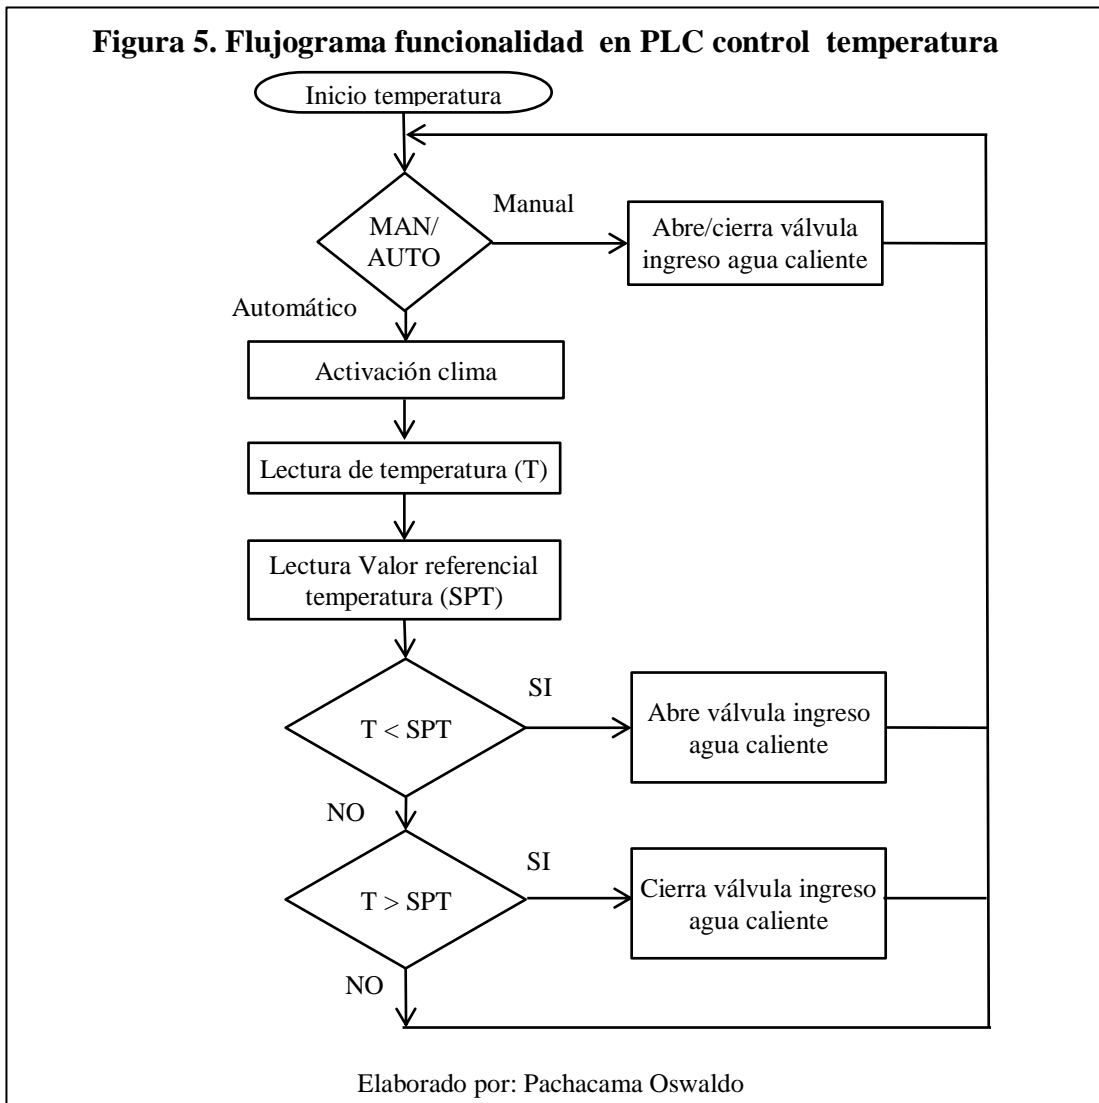 Figura 5. Flujograma funcionalidad en PLC control temperatura
Inicio temperatura
MAN/
AUTO
Manual
Abre/cierra válvula
ingreso agua caliente
Automático
Activación clima
Lectura de temperatura (T)
Lectura Valor referencial
temperatura (SPT)
T < SPT
SI
Abre válvula ingreso
agua caliente
NO
T > SPT
SI
Cierra válvula ingreso
agua caliente
NO
Elaborado por: Pachacama Oswaldo